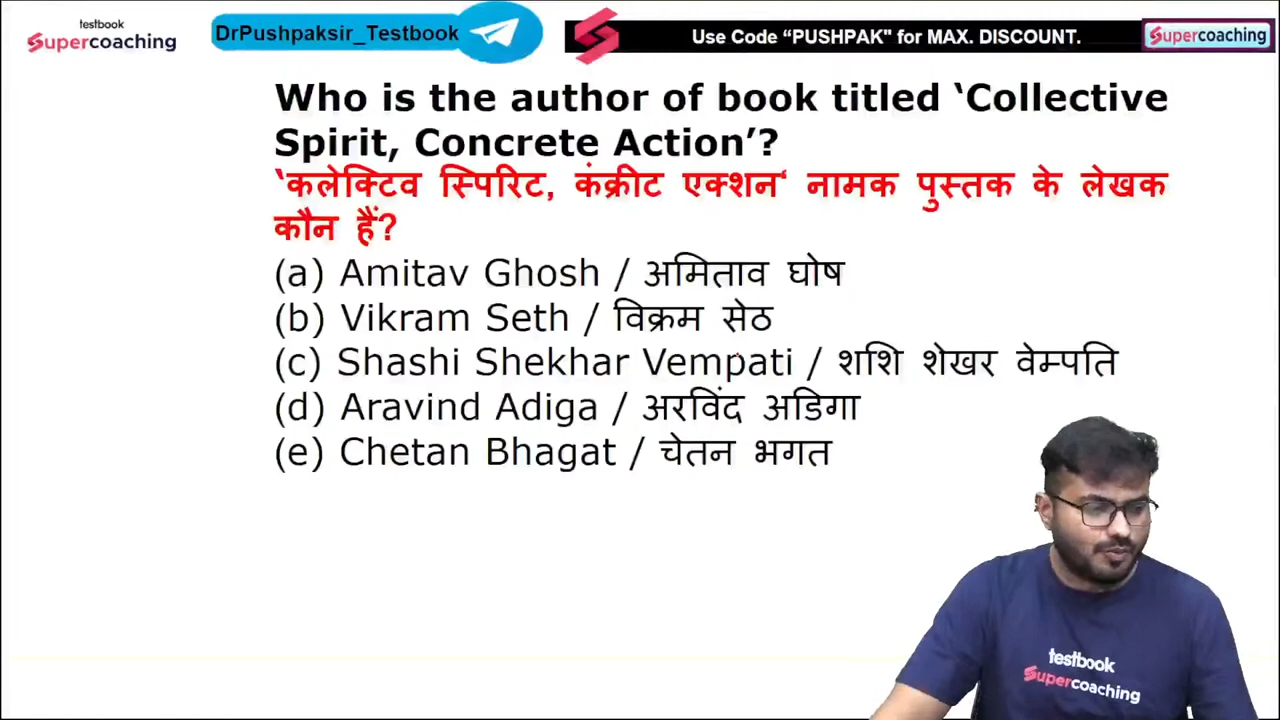 testbook
Supercoaching
DrPushpaksir_Testbook
Use Code “PUSHPAK" for MAX. DISCOUNT.
Supercoaching
Who is the author of book titled ‘Collective
Spirit, Concrete Action’?
‘कलेक्टिव स्पिरिट, कंक्रीट एक्शन‘ नामक पुस्तक के लेखक
कौन हैं?
(a) Amitav Ghosh / अमिताव घोष
(b) Vikram Seth / विक्रम सेठ
(c) Shashi Shekhar Vempati / शशि शेखर वेम्पति
(d) Aravind Adiga / अरविंद अडिगा
(e) Chetan Bhagat / चेतन भगत
testbook
Supercoaching